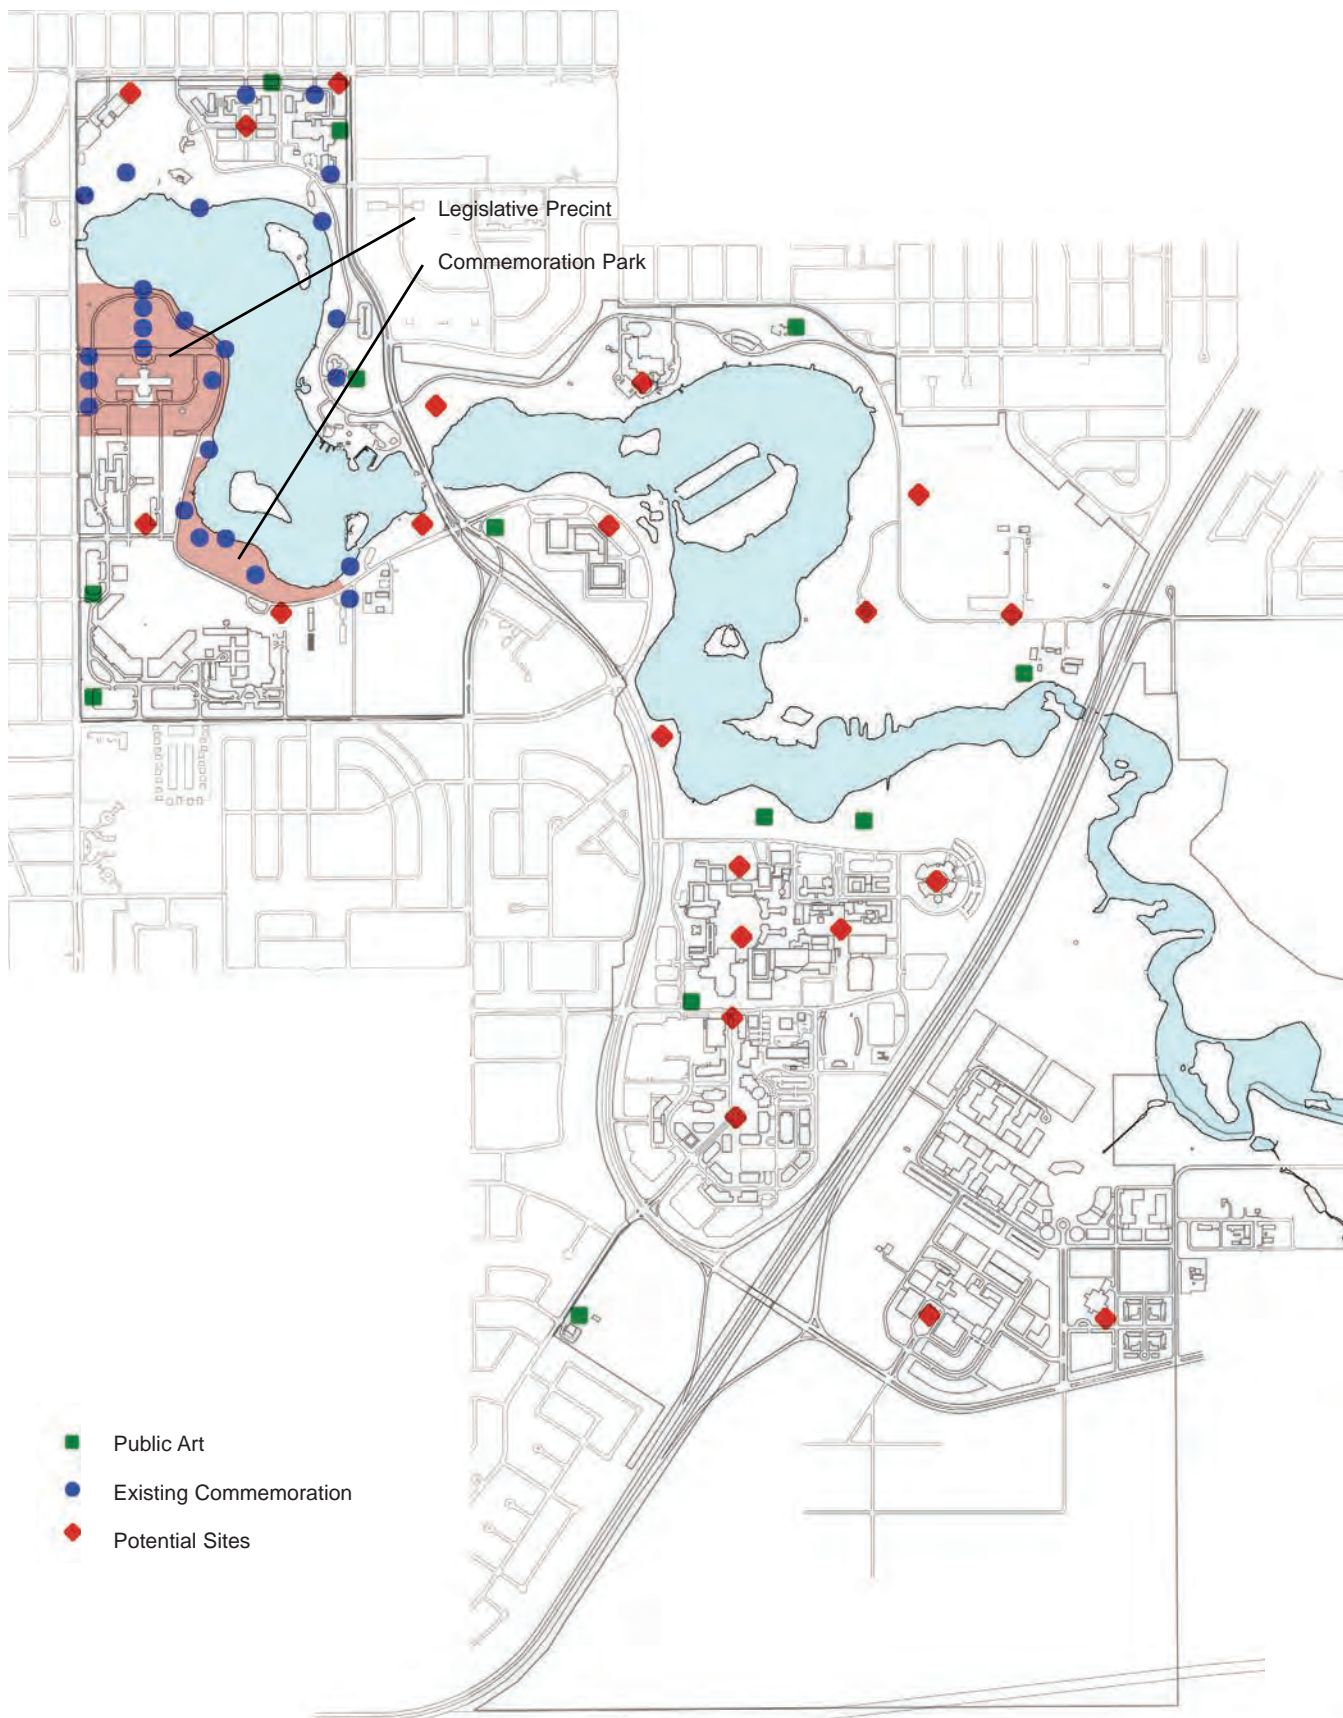 Legislative Precint
Commemoration Park
Public Art
Existing Commemoration
Potential Sites